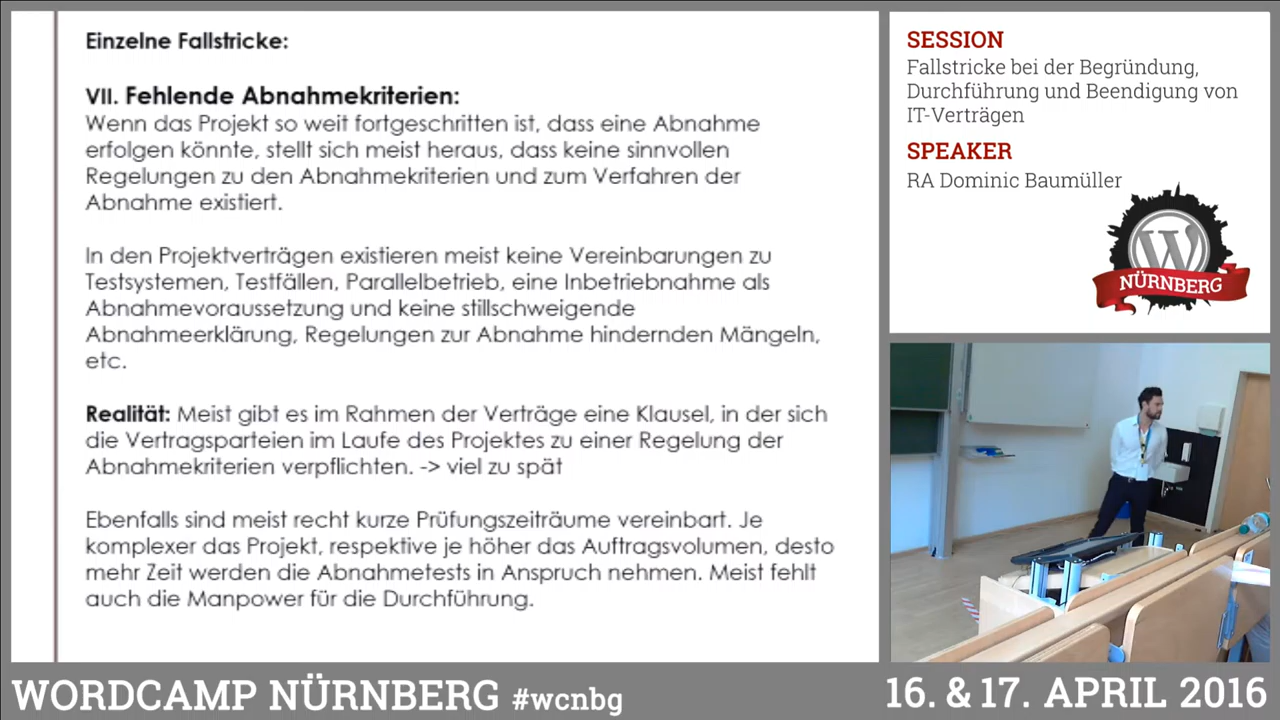 Einzelne Fallstricke:
VII. Fehlende Abnahmekriterien:
Wenn das Projekt so weit fortgeschritten ist, dass eine Abnahme
erfolgen könnte, stellt sich meist heraus, dass keine sinnvollen
Regelungen zu den Abnahmekriterien und zum Verfahren der
Abnahme existiert.
In den Projektverträgen existieren meist keine Vereinbarungen zu
Testsystemen, Testfällen, Parallelbetrieb, eine Inbetriebnahme als
Abnahmevoraussetzung und keine stillschweigende
Abnahmeerklärung, Regelungen zur Abnahme hindernden Mängeln,
etc.
Realität: Meist gibt es im Rahmen der Verträge eine Klausel, in der sich
die Vertragsparteien im Laufe des Projektes zu einer Regelung der
Abnahmekriterien verpflichten. -> viel zu spät
Ebenfalls sind meist recht kurze Prüfungszeiträume vereinbart. Je
komplexer das Projekt, respektive je höher das Auftragsvolumen, desto
mehr Zeit werden die Abnahmetests in Anspruch nehmen. Meist fehlt
auch die Manpower für die Durchführung.
SESSION
Fallstricke bei der Begründung,
Durchführung und Beendigung von
IT-Verträgen
SPEAKER
RA Dominic Baumüller
W
NÜRNBERG
WORDCAMP NÜRNBERG #wcnbg
16. & 17. APRIL 2016